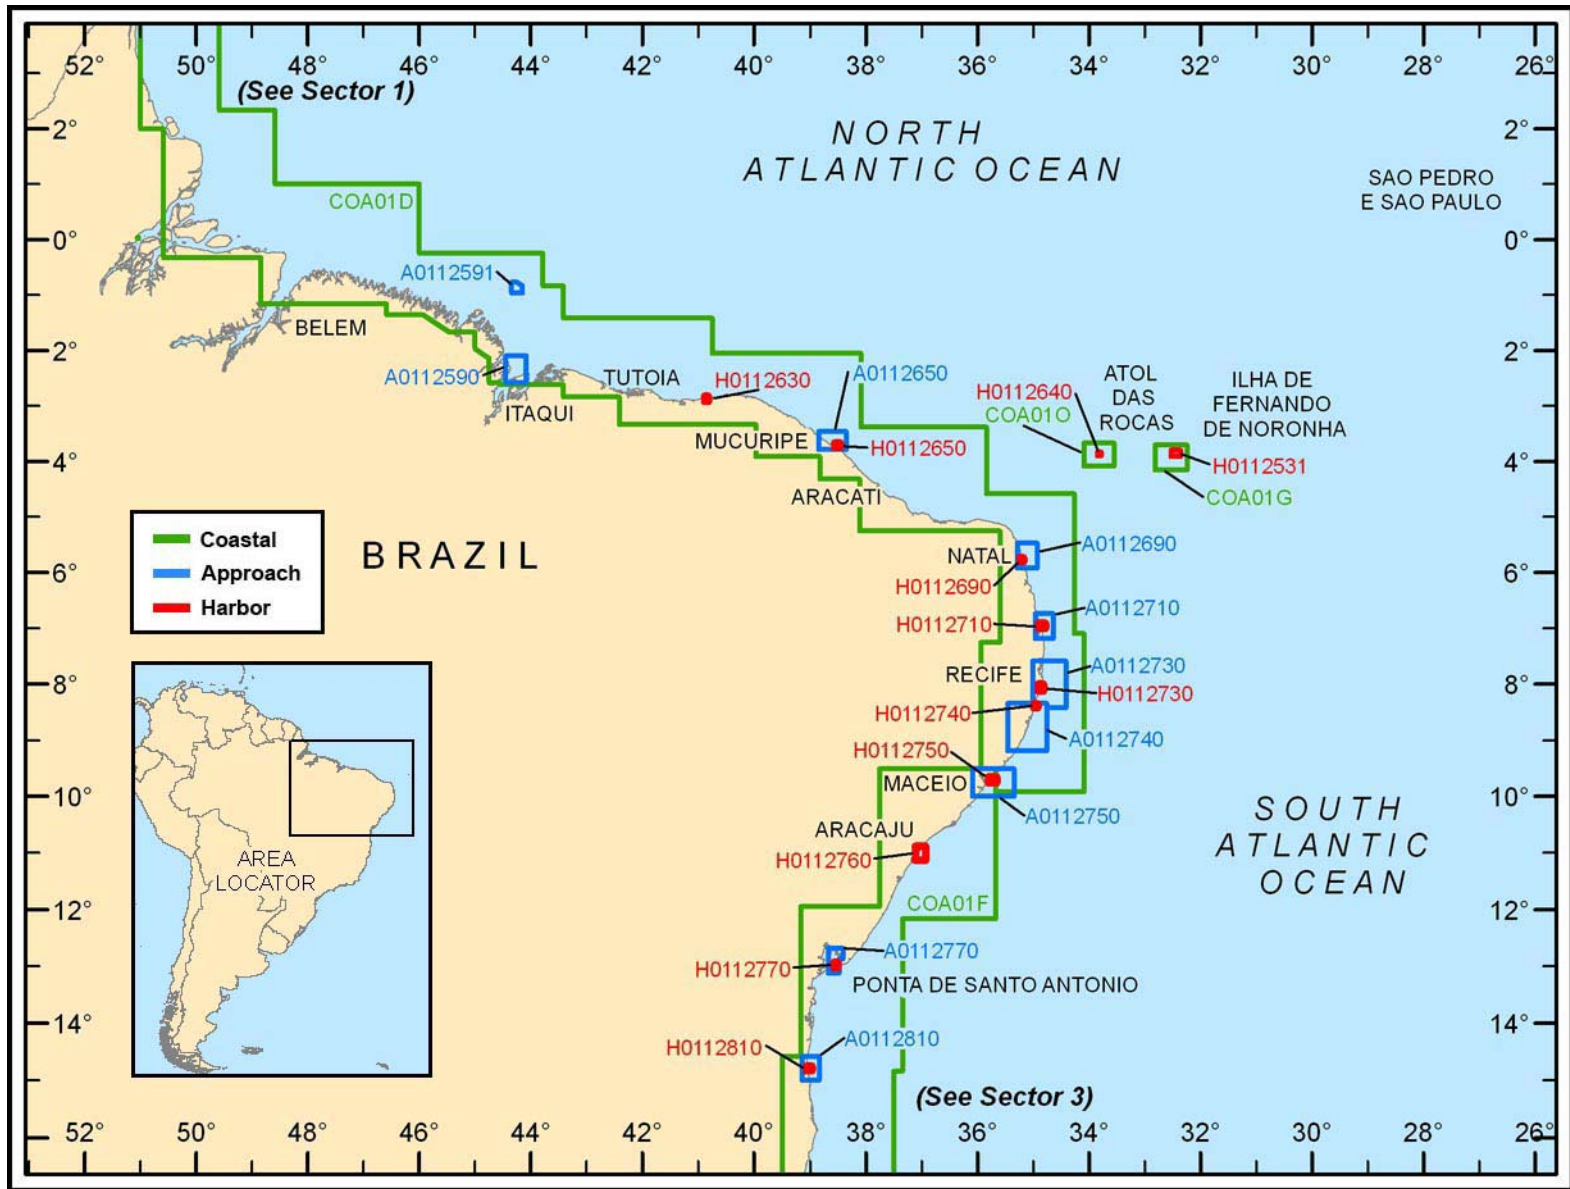 52° 50° 48° 46° 44° 42° 40° 38° 36° 34° 32° 30° 28° 26°
(See Sector 1)
2° 2°
NORTH
ATLANTIC OCEAN
SAO PEDRO
E SAO PAULO
COA01D
0° 0°
A0112591
BELEM
2° 2°
A0112590
ITAQUI
TUTOIA
H0112630
A0112650
H0112640
COA01O
ATOL
DAS
ROCAS
ILHA DE
FERNANDO
DE NORONHA
MUCURIPE
H0112650
4° 4°
H0112531
COA01G
ARACATI
Coastal
Approach
Harbor
BRAZIL
NATAL
A0112690
6° 6°
H0112690
A0112710
H0112710
RECIFE
A0112730
8° 8°
H0112730
H0112740
A0112740
H0112750
MACEIO
10° 10°
A0112750
SOUTH
ATLANTIC
OCEAN
ARACAJU
H0112760
AREA
LOCATOR
COA01F
12° 12°
A0112770
H0112770
PONTA DE SANTO ANTONIO
14° 14°
A0112810
H0112810
(See Sector 3)
52° 50° 48° 46° 44° 42° 40° 38° 36° 34° 32° 30° 28° 26°